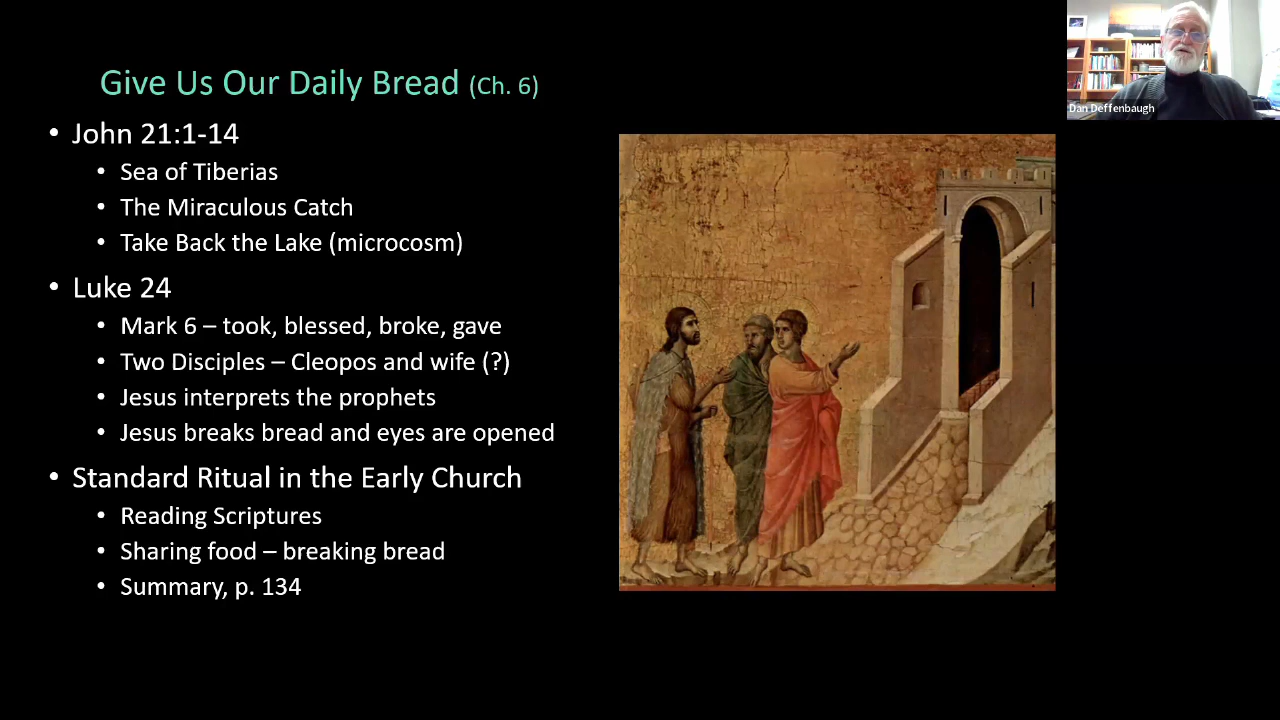 Give Us Our Daily Bread (Ch. 6)
• John 21:1-14
• Sea of Tiberias
• The Miraculous Catch
• Take Back the Lake (microcosm)
• Luke 24
• Mark 6 – took, blessed, broke, gave
• Two Disciples – Cleopos and wife (?)
• Jesus interprets the prophets
• Jesus breaks bread and eyes are opened
• Standard Ritual in the Early Church
• Reading Scriptures
• Sharing food – breaking bread
• Summary, p. 134
Dan Deffenbaugh